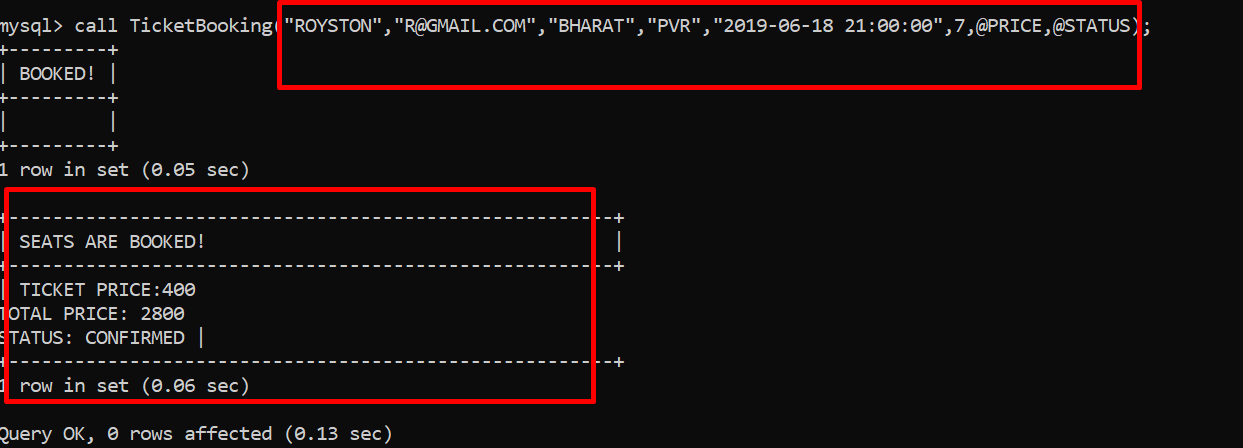 mysql> call TicketBooking("ROYSTON","R@GMAIL.COM","BHARAT","PVR","2019-06-18 21:00:00",7,@PRICE,@STATUS);
+---------+
| BOOKED! |
+---------+
|         |
+---------+
1 row in set (0.05 sec)
+-------------------------------------------------------+
| SEATS ARE BOOKED!                                     |
+-------------------------------------------------------+
| TICKET PRICE:400
TOTAL PRICE: 2800
STATUS: CONFIRMED |
+-------------------------------------------------------+
1 row in set (0.06 sec)
Query OK, 0 rows affected (0.13 sec)